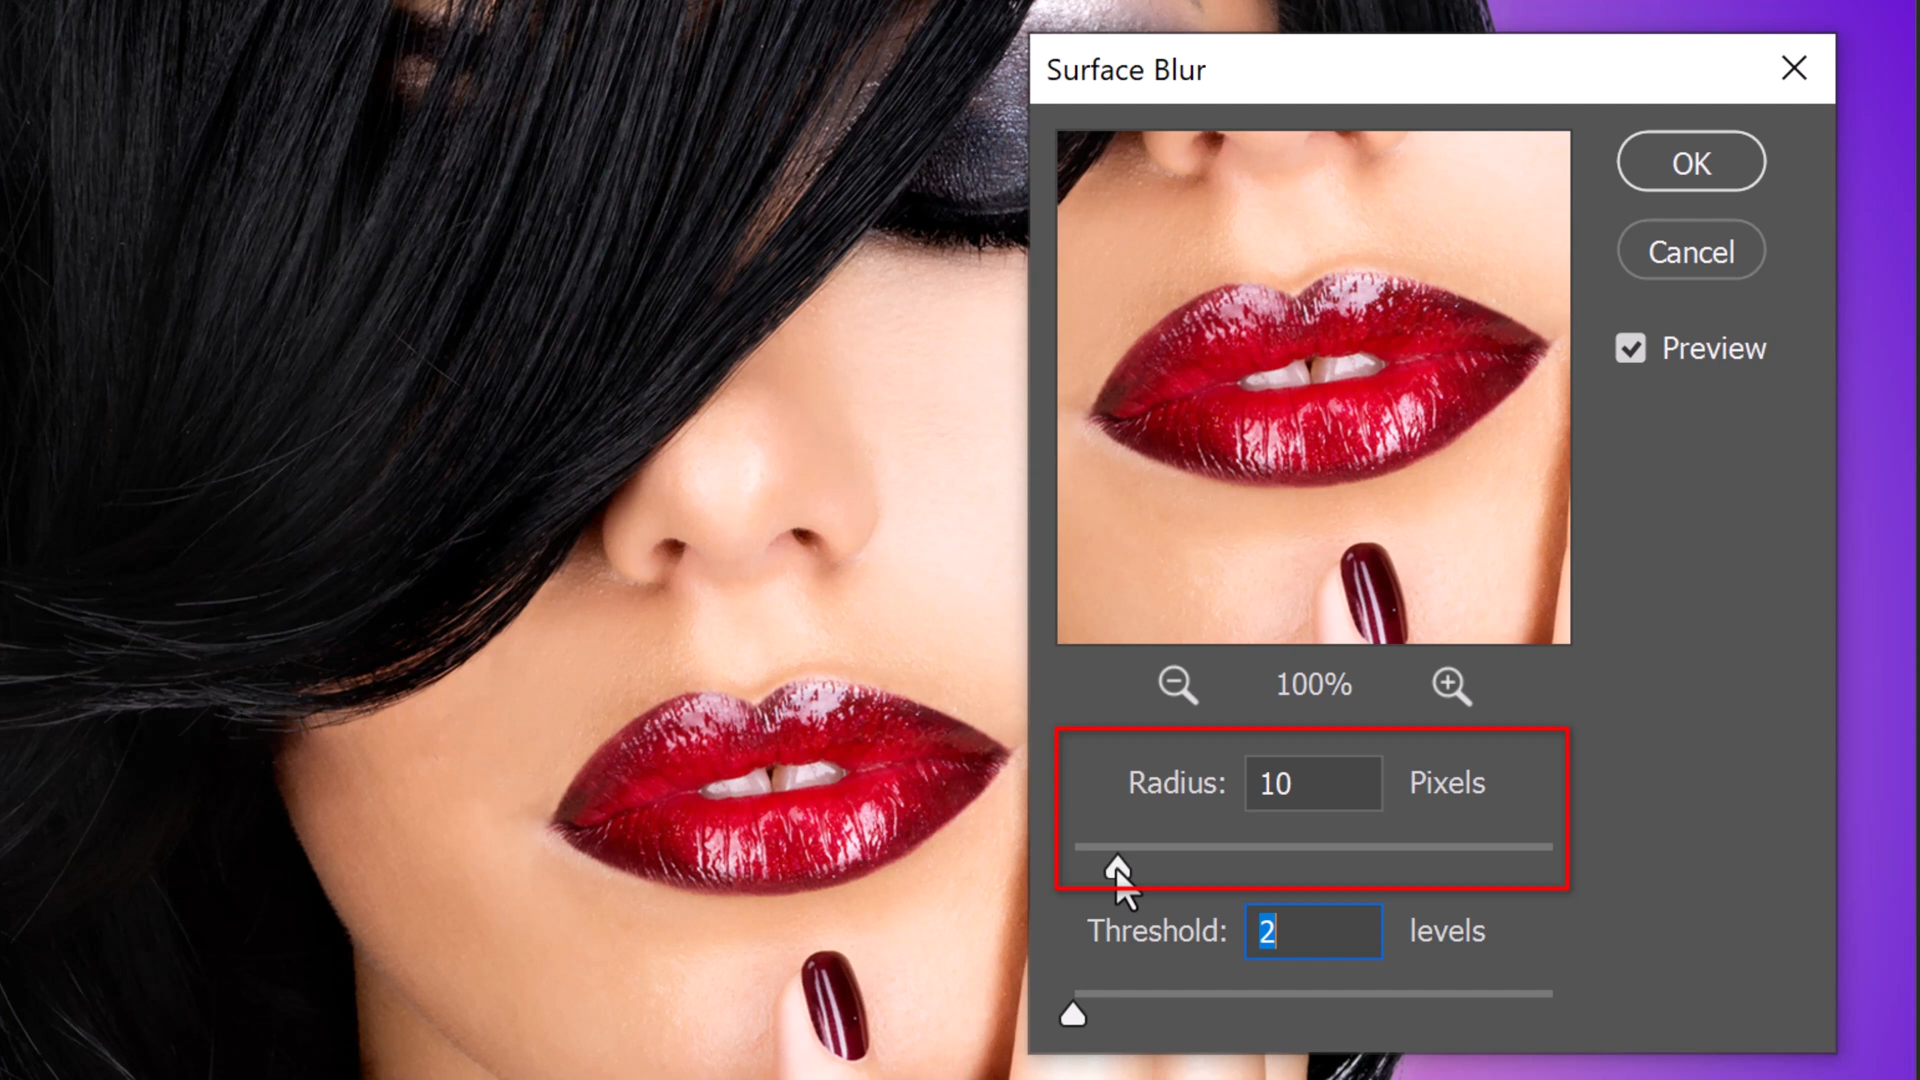 Surface Blur
OK
Cancel
Preview
100%
Radius: 10 Pixels
Threshold: 2 levels